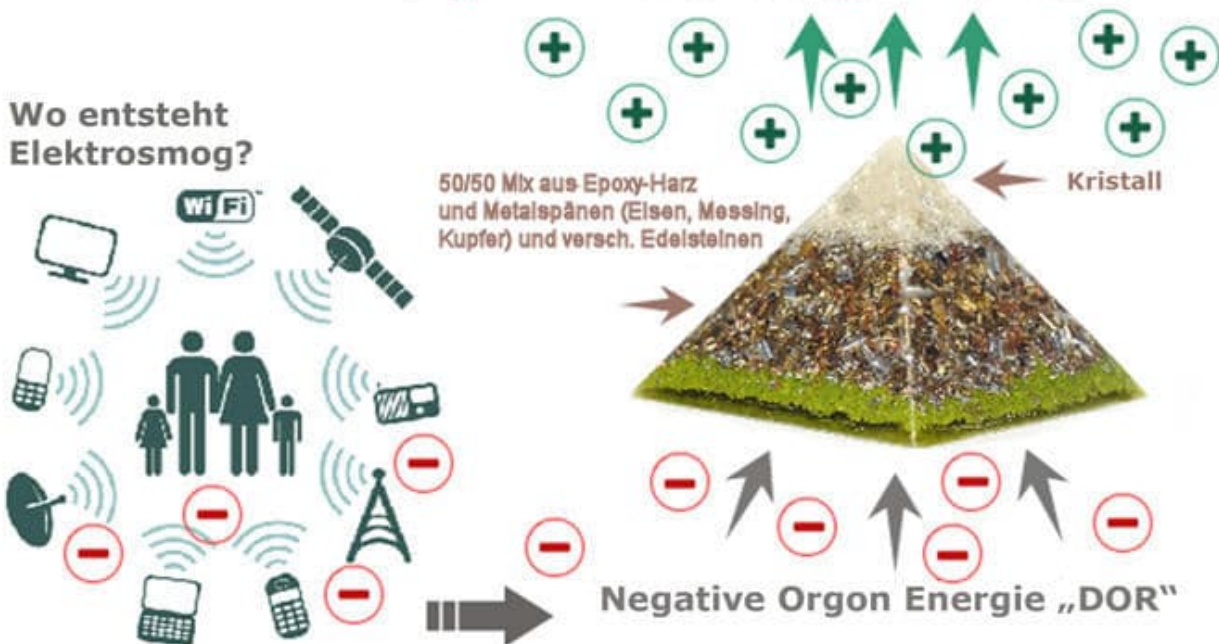 Wo entsteht
Elektrosmog?
WiFi
50/50 Mix aus Epoxy-Harz
und Metalspänen (Eisen, Messing,
Kupfer) und versch. Edelsteinen
Kristall
Negative Orgon Energie „DOR“